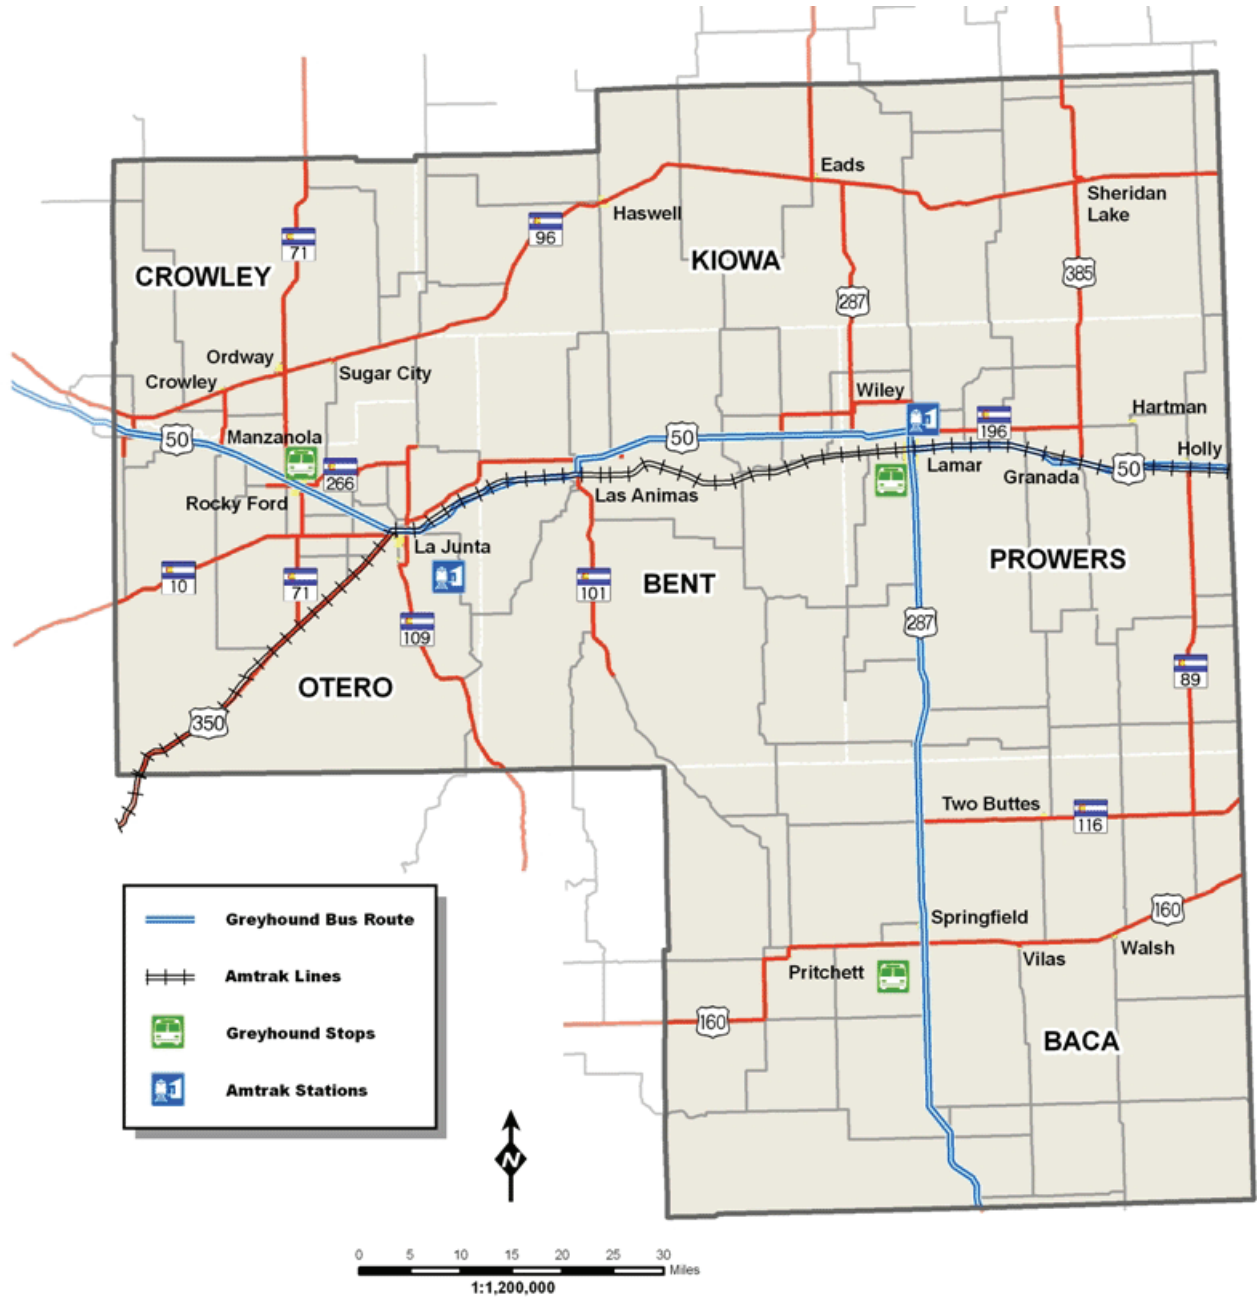 Eads
Sheridan
Lake
Haswell
96
71
KIOWA
CROWLEY
385
287
Ordway
Crowley
Sugar City
Wiley
Hartman
Manzanola
50
50
196
Holly
266
Lamar
Granada
50
Rocky Ford
Las Animas
La Junta
PROWERS
10
71
101
BENT
109
287
89
OTERO
350
Two Buttes
116
Springfield
160
Walsh
Vilas
Pritchett
160
BACA
Greyhound Bus Route
Amtrak Lines
Greyhound Stops
Amtrak Stations
N
0 5 10 15 20 25 30
Miles
1:1,200,000